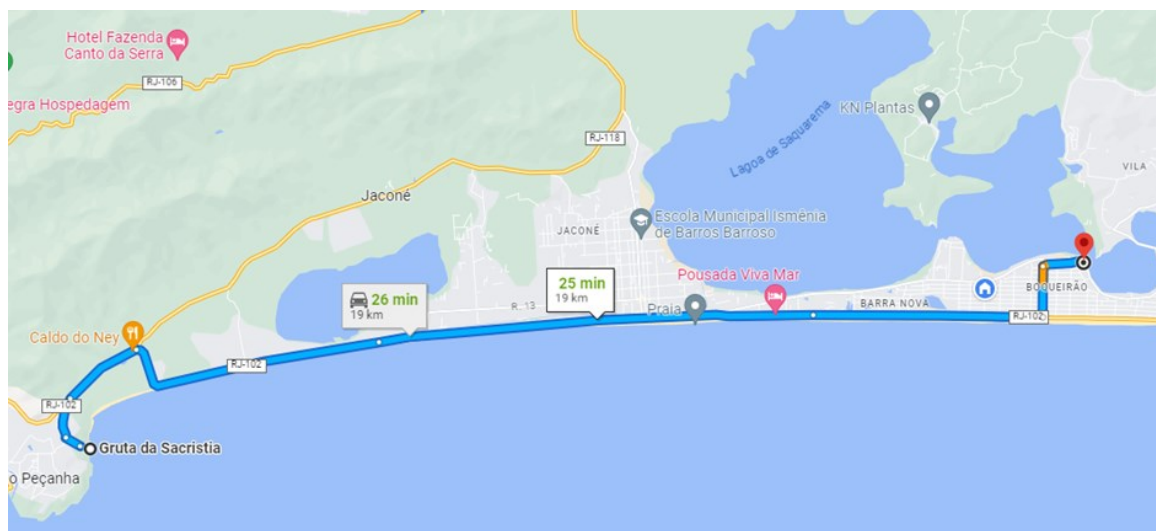 Hotel Fazenda
Canto da Serra
RJ-106
egra Hospedagem
KN Plantas
RJ-118
Lagoa de Saquarema
VILA
Jaconé
Escola Municipal Ismênia
de Barros Barroso
JACONÉ
Pousada Viva Mar
25 min
19 km
26 min
19 km
R. 13
Praia
BARRA NOVA
BOQUEIRÃO
RJ-102
Caldo do Ney
RJ-102
RJ-102
Gruta da Sacristia
o Peçanha